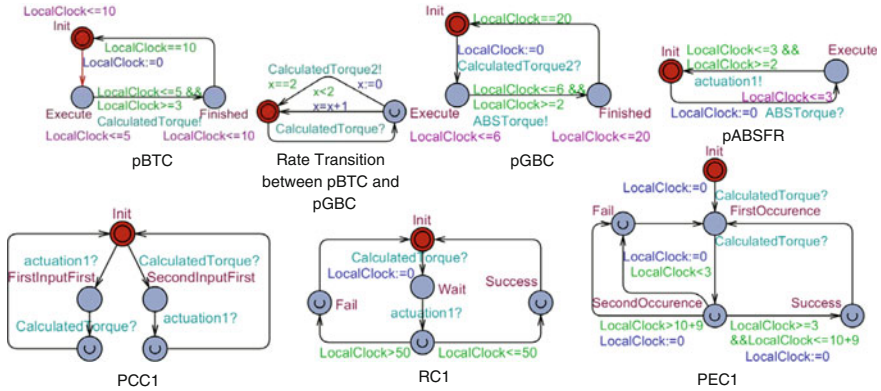 LocalClock<=10
Init
LocalClock==10
LocalClock:=0
LocalClock<=5 &&
LocalClock>=3
CalculatedTorque!
Execute
Finished
LocalClock<=5
LocalClock<=10
pBTC
CalculatedTorque2!
x==2
x<2
x:=0
x=x+1
CalculatedTorque?
C
Rate Transition
between pBTC and
pGBC
Init
LocalClock==20
LocalClock:=0
CalculatedTorque2?
LocalClock<=6 &&
LocalClock>=2
ABSTorque!
Execute
Finished
LocalClock<=6
LocalClock<=20
pGBC
Init
LocalClock<=3 &&
LocalClock>=2
Execute
actuation1!
LocalClock<=3
LocalClock:=0
ABSTorque?
pABSFR
Init
actuation1?
CalculatedTorque?
FirstInputFirst
SecondInputFirst
CalculatedTorque?
actuation1?
C
C
PCC1
Init
CalculatedTorque?
LocalClock:=0
Success
Wait
C
Fail
C
actuation1?
C
LocalClock>50
LocalClock<=50
RC1
Init
LocalClock:=0
CalculatedTorque?
Fail
FirstOccurence
C
CalculatedTorque?
LocalClock:=0
LocalClock<3
SecondOccurence
Success
C
C
LocalClock>10+9
LocalClock:=0
LocalClock>=3
&&LocalClock<=10+9
LocalClock:=0
PEC1